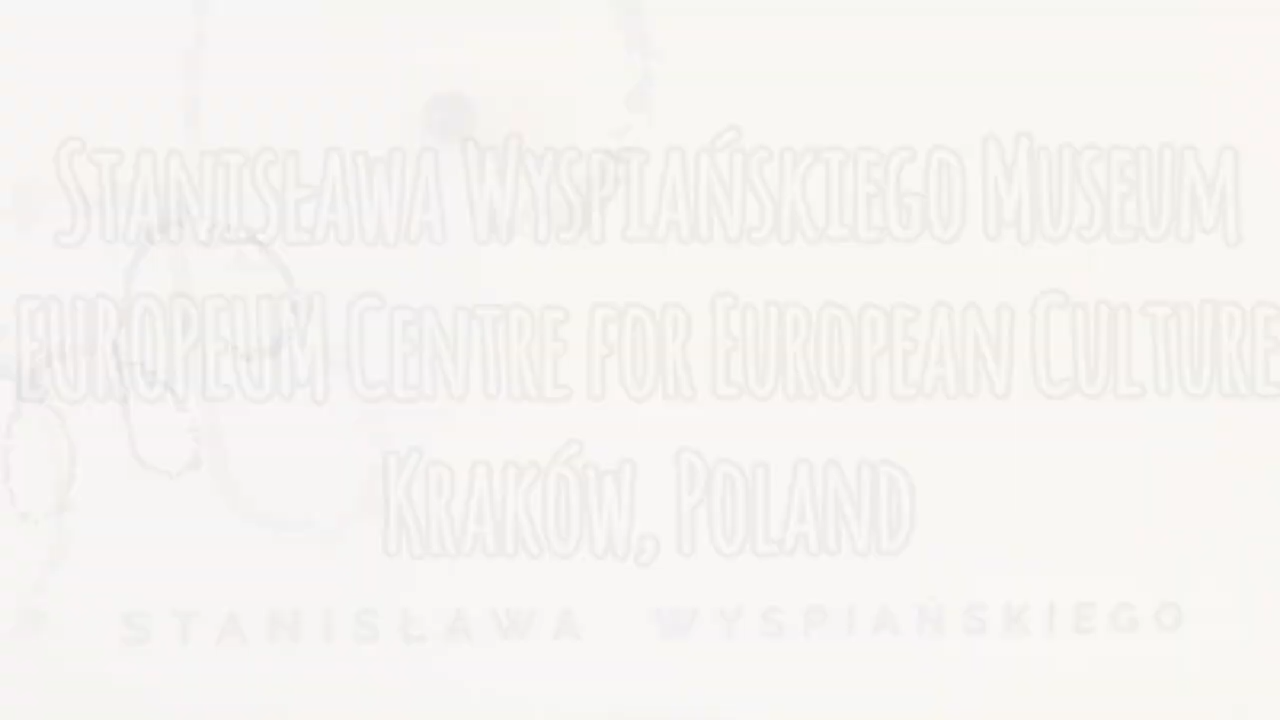 Stanisława Wyspiańskiego Museum
EUROPEUM Centre for European Culture
Kraków, Poland
STANISŁAWA WYSPIAŃSKIEGO